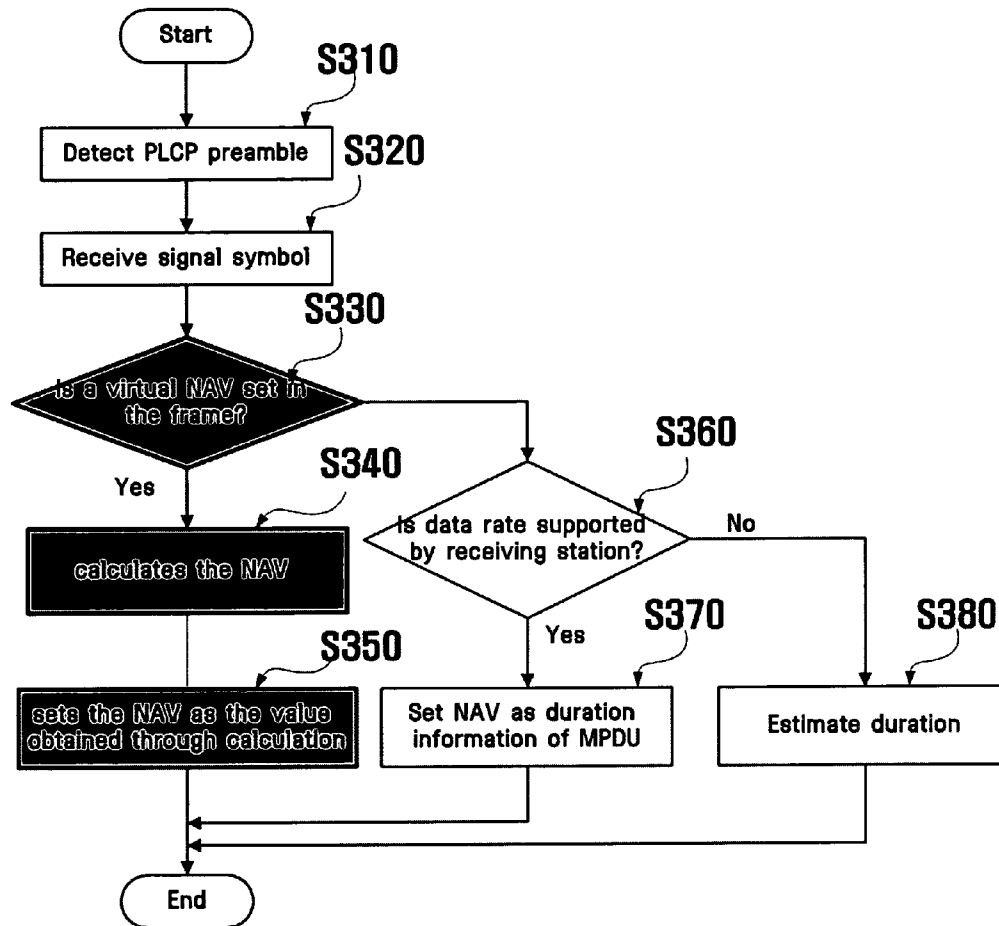 Start
S310
Detect PLCP preamble
S320
Receive signal symbol
S330
Is a virtual NAV set in
the frame?
Yes
S340
calculates the NAV
S350
sets the NAV as the value
obtained through calculation
S360
Is data rate supported
by receiving station?
No
Yes
S370
Set NAV as duration
information of MPDU
S380
Estimate duration
End